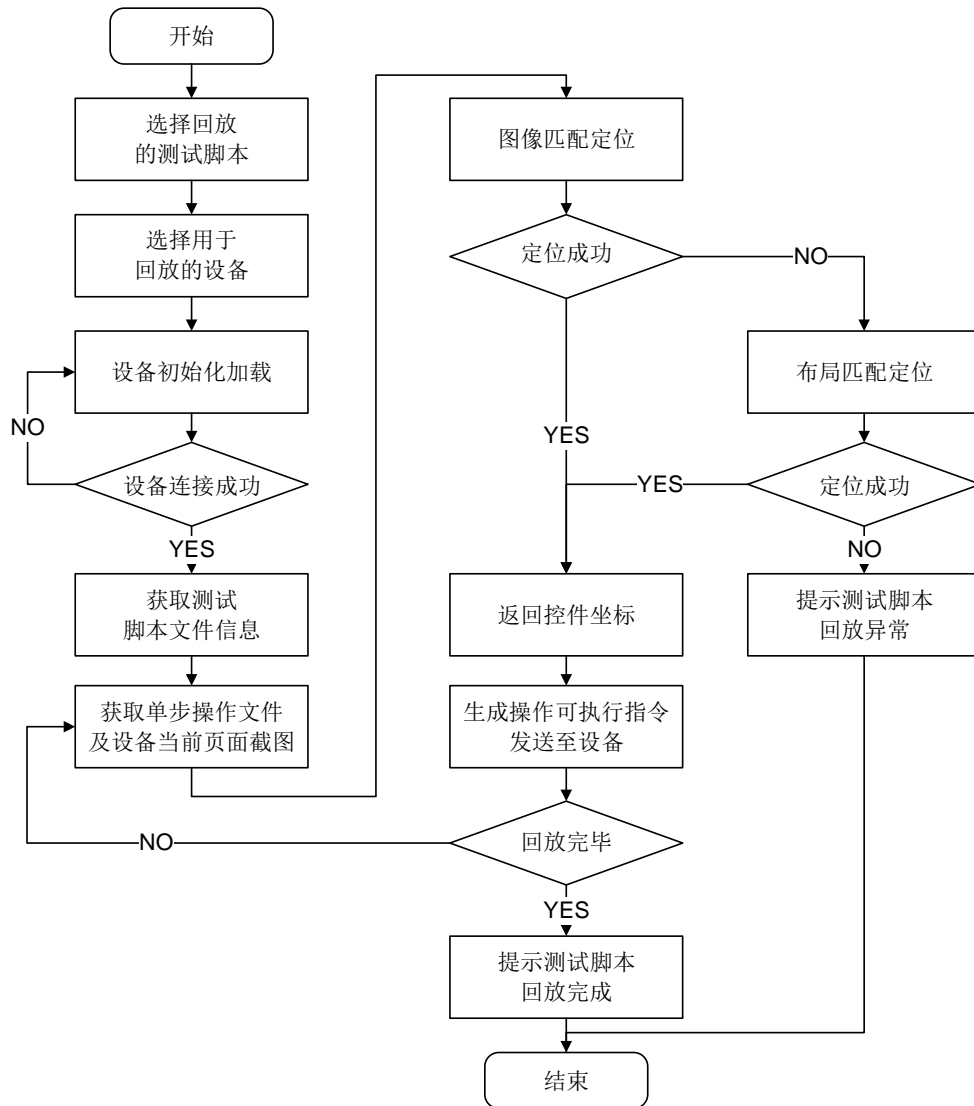 开始
选择回放
的测试脚本
选择用于
回放的设备
设备初始化加载
NO
设备连接成功
YES
获取测试
脚本文件信息
获取单步操作文件
及设备当前页面截图
图像匹配定位
定位成功
NO
布局匹配定位
YES
YES
定位成功
NO
返回控件坐标
提示测试脚本
回放异常
生成操作可执行指令
发送至设备
NO
回放完毕
YES
提示测试脚本
回放完成
结束